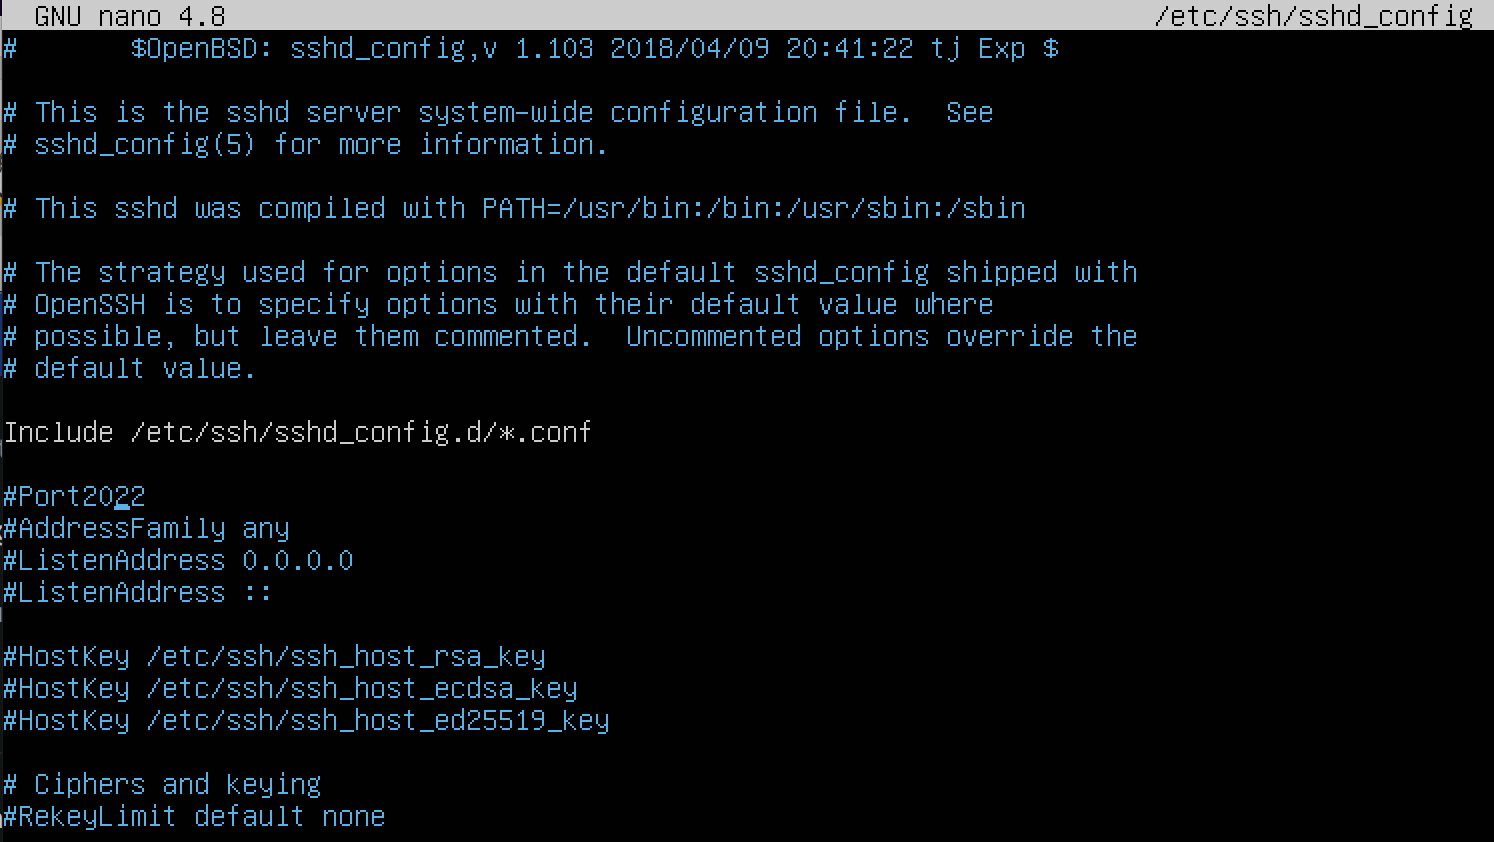 GNU nano 4.8 /etc/ssh/sshd_config
# $OpenBSD: sshd_config,v 1.103 2018/04/09 20:41:22 tj Exp $
# This is the sshd server system-wide configuration file.  See
# sshd_config(5) for more information.
# This sshd was compiled with PATH=/usr/bin:/bin:/usr/sbin:/sbin
# The strategy used for options in the default sshd_config shipped with
# OpenSSH is to specify options with their default value where
# possible, but leave them commented.  Uncommented options override the
# default value.
Include /etc/ssh/sshd_config.d/*.conf
#Port2022
#AddressFamily any
#ListenAddress 0.0.0.0
#ListenAddress ::
#HostKey /etc/ssh/ssh_host_rsa_key
#HostKey /etc/ssh/ssh_host_ecdsa_key
#HostKey /etc/ssh/ssh_host_ed25519_key
# Ciphers and keying
#RekeyLimit default none